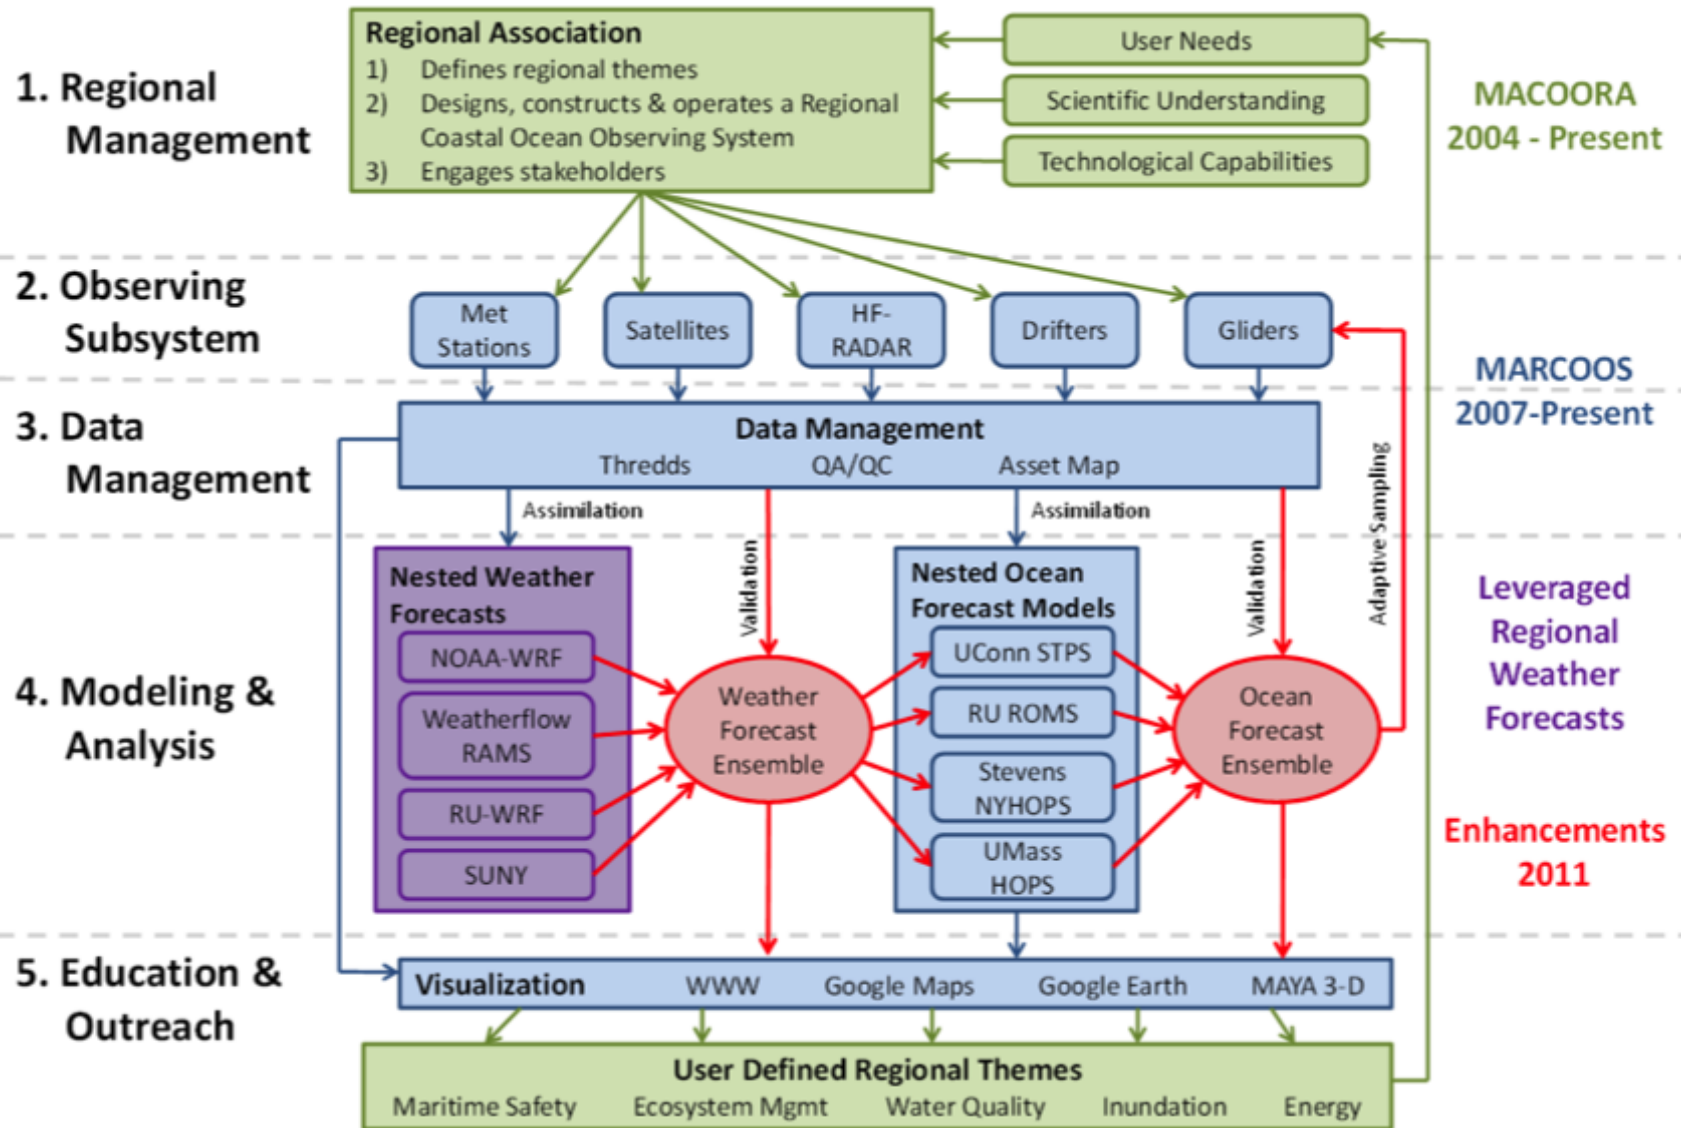 1. Regional
Management
Regional Association
1) Defines regional themes
2) Designs, constructs & operates a Regional
Coastal Ocean Observing System
3) Engages stakeholders
User Needs
Scientific Understanding
Technological Capabilities
MACOORA
2004 - Present
2. Observing
Subsystem
Met
Stations
Satellites
HF-
RADAR
Drifters
Gliders
MARCOOS
2007-Present
3. Data
Management
Data Management
Thredds QA/QC Asset Map
Assimilation
Validation
Assimilation
Validation
Adaptive Sampling
4. Modeling &
Analysis
Nested Weather
Forecasts
NOAA-WRF
Weatherflow
RAMS
RU-WRF
SUNY
Weather
Forecast
Ensemble
Nested Ocean
Forecast Models
UConn STPS
RU ROMS
Stevens
NYHOPS
UMass
HOPS
Ocean
Forecast
Ensemble
Leveraged
Regional
Weather
Forecasts
Enhancements
2011
5. Education &
Outreach
Visualization WWW Google Maps Google Earth MAYA 3-D
User Defined Regional Themes
Maritime Safety Ecosystem Mgmt Water Quality Inundation Energy